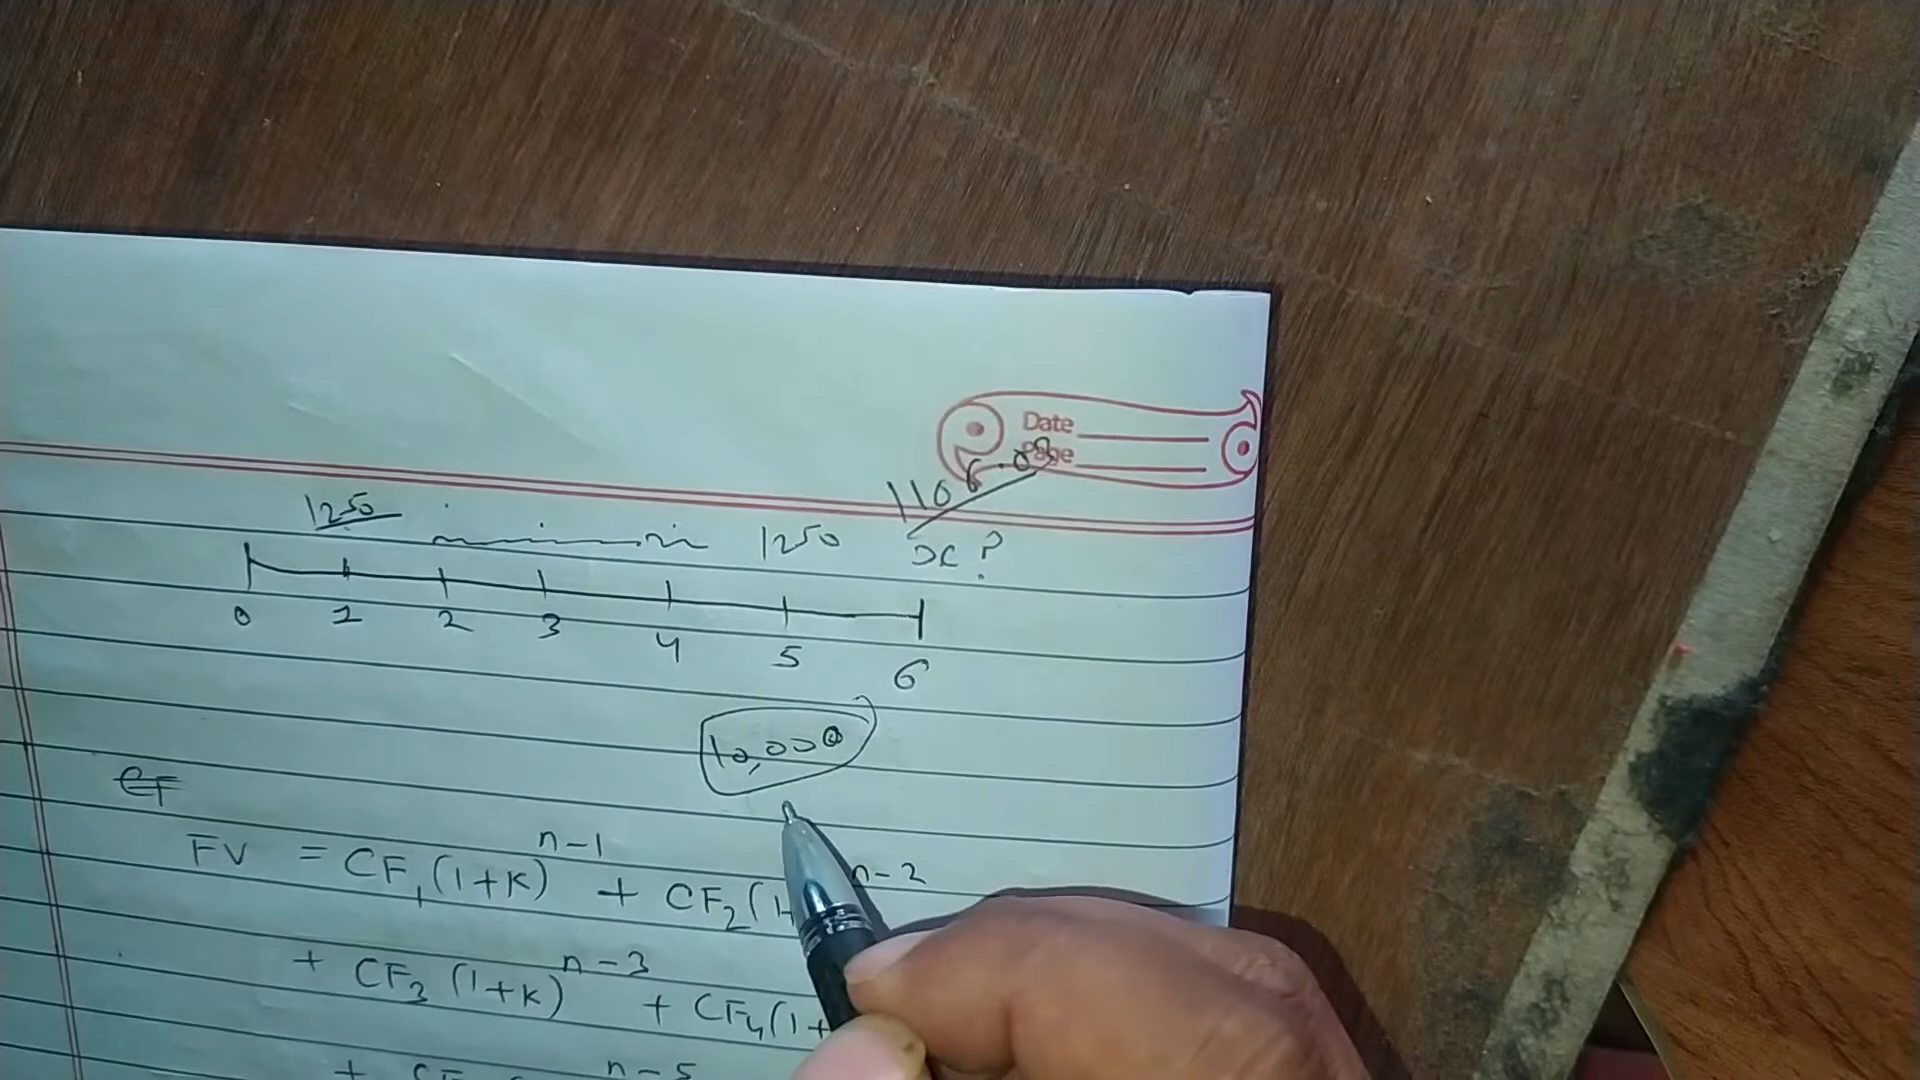 Date
Page
1106.08
1250 1250 x?
0 1 2 3 4 5 6
10,000
CF
FV = CF₁(1+K)ⁿ⁻¹ + CF₂(1+ ⁿ⁻²
+ CF₃(1+K)ⁿ⁻³ + CF₄(1+
+ n-5